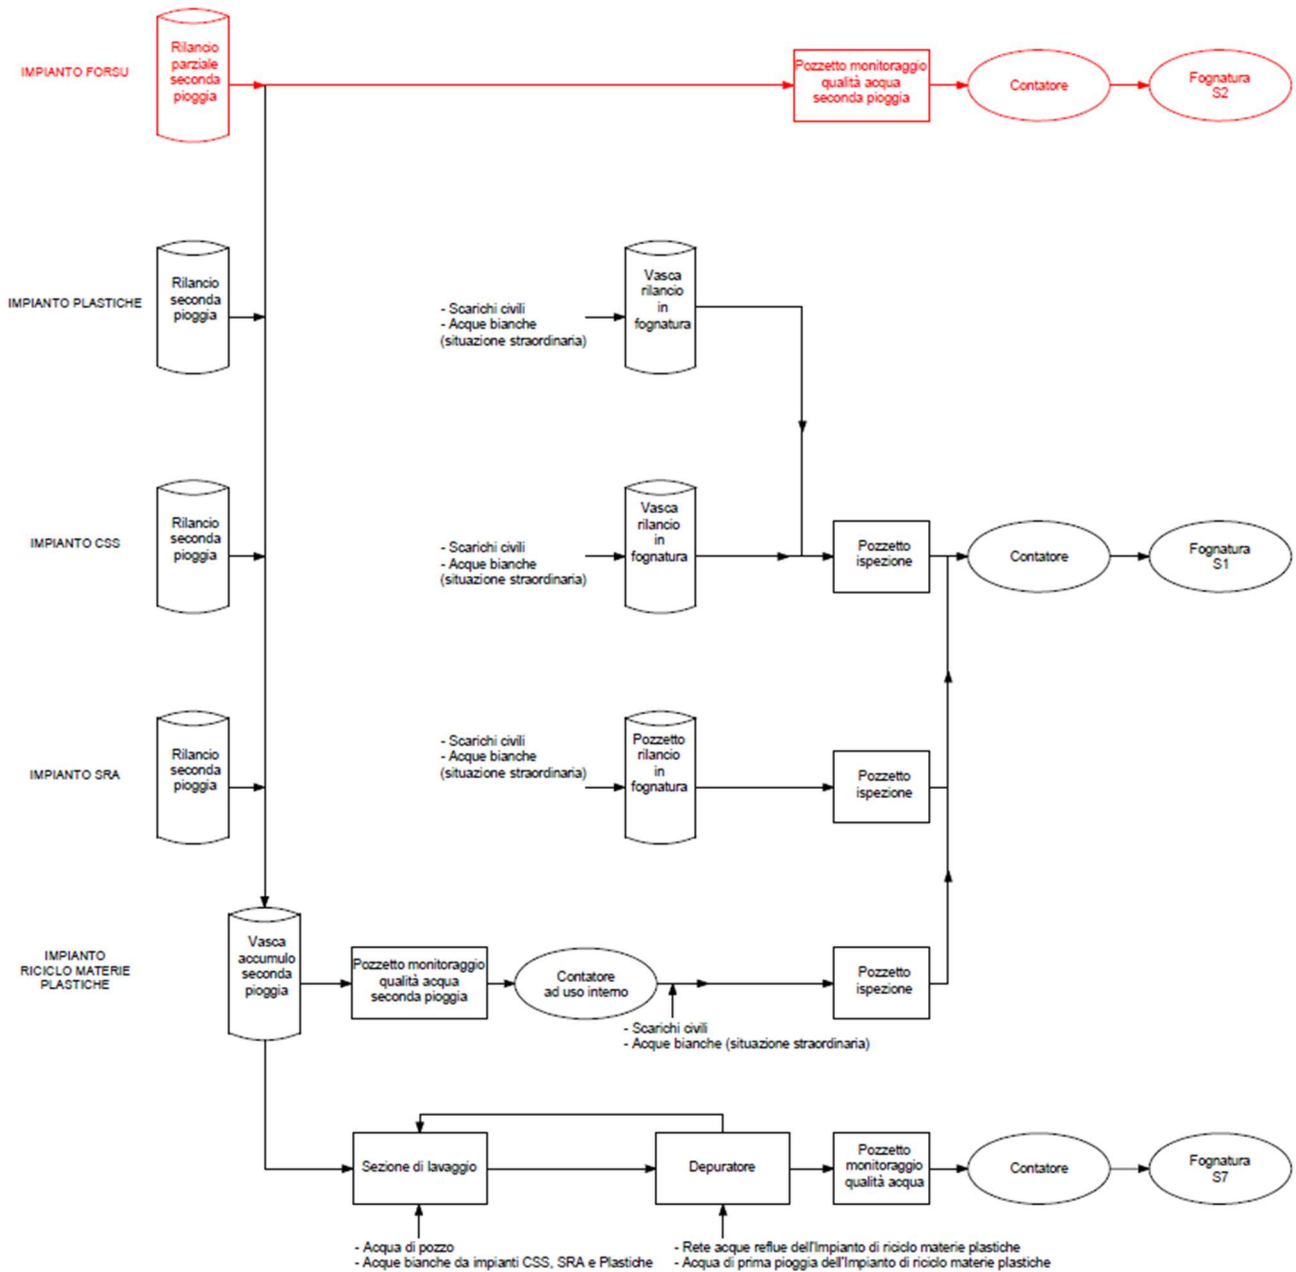 IMPIANTO FORSU
Rilancio
parziale
seconda
pioggia
Pozzetto monitoraggio
qualità acqua
seconda pioggia
Contatore
Fognatura
S2
IMPIANTO PLASTICHE
Rilancio
seconda
pioggia
- Scarichi civili
- Acque bianche
(situazione straordinaria)
Vasca
rilancio
in
fognatura
IMPIANTO CSS
Rilancio
seconda
pioggia
- Scarichi civili
- Acque bianche
(situazione straordinaria)
Vasca
rilancio
in
fognatura
Pozzetto
ispezione
Contatore
Fognatura
S1
IMPIANTO SRA
Rilancio
seconda
pioggia
- Scarichi civili
- Acque bianche
(situazione straordinaria)
Pozzetto
rilancio
in
fognatura
Pozzetto
ispezione
IMPIANTO
RICICLO MATERIE
PLASTICHE
Vasca
accumulo
seconda
pioggia
Pozzetto monitoraggio
qualità acqua
seconda pioggia
Contatore
ad uso interno
- Scarichi civili
- Acque bianche (situazione straordinaria)
Pozzetto
ispezione
Sezione di lavaggio
Depuratore
Pozzetto
monitoraggio
qualità acqua
Contatore
Fognatura
S7
- Acqua di pozzo
- Acque bianche da impianti CSS, SRA e Plastiche
- Rete acque reflue dell'Impianto di riciclo materie plastiche
- Acqua di prima pioggia dell'Impianto di riciclo materie plastiche